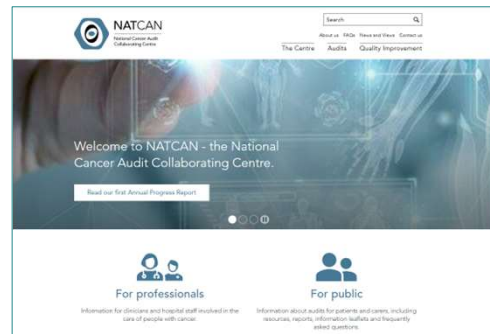 NATCAN
National Cancer Audit
Collaborating Centre
Search
About us FAQs News and Views Contact us
The Centre Audits Quality Improvement
Welcome to NATCAN - the National
Cancer Audit Collaborating Centre.
Read our first Annual Progress Report
For professionals
Information for clinicians and hospital staff involved in the
care of people with cancer.
For public
Information about audits for patients and carers, including
resources, reports, information leaflets and frequently
asked questions.